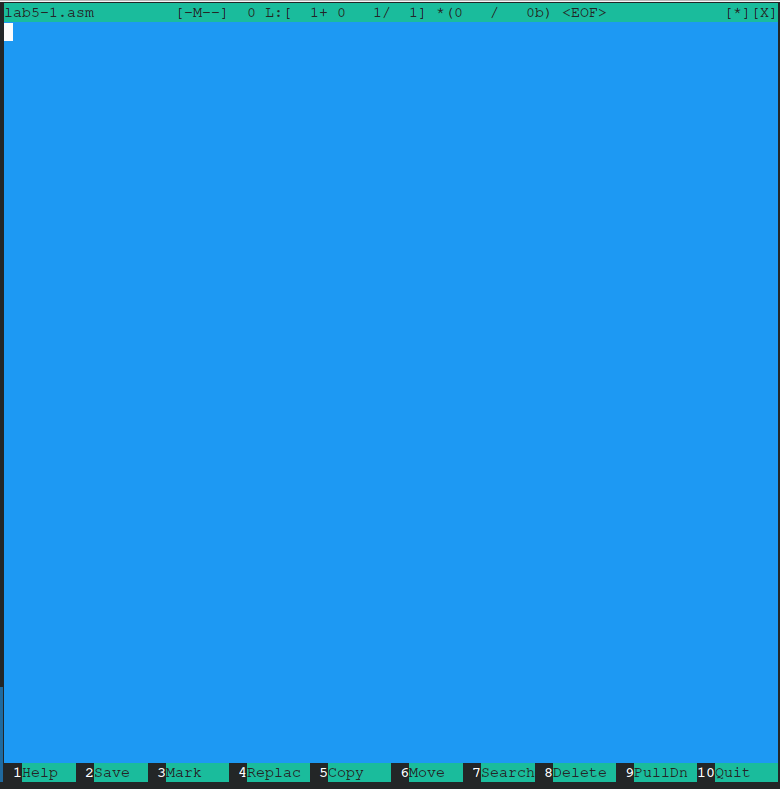 lab5-1.asm [-M--] 0 L:[ 1+ 0 1/ 1] *(0 / 0b) <EOF> [*][X]
1Help 2Save 3Mark 4Replac 5Copy 6Move 7Search 8Delete 9PullDn 10Quit